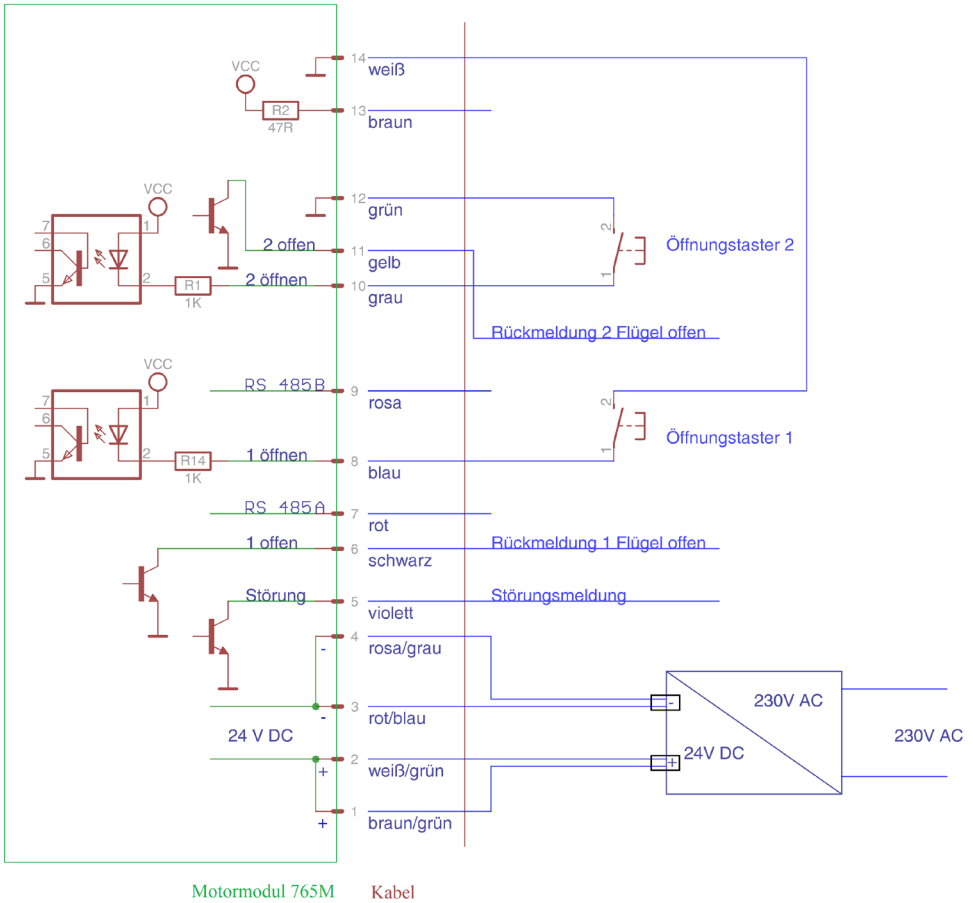 14
weiß
VCC
R2
47R
13
braun
VCC
7
6
5
1
2
R1
1K
12
grün
2 offen
11
gelb
2 öffnen
10
grau
2
1
Öffnungstaster 2
Rückmeldung 2 Flügel offen
VCC
7
6
5
1
2
R14
1K
RS 485B
9
rosa
2
1
Öffnungstaster 1
1 öffnen
8
blau
RS 485A
7
rot
1 offen
6
schwarz
Rückmeldung 1 Flügel offen
Störung
5
violett
Störungsmeldung
-
4
rosa/grau
-
3
rot/blau
24 V DC
+
2
weiß/grün
+
1
braun/grün
-
230V AC
+
24V DC
230V AC
Motormodul 765M
Kabel